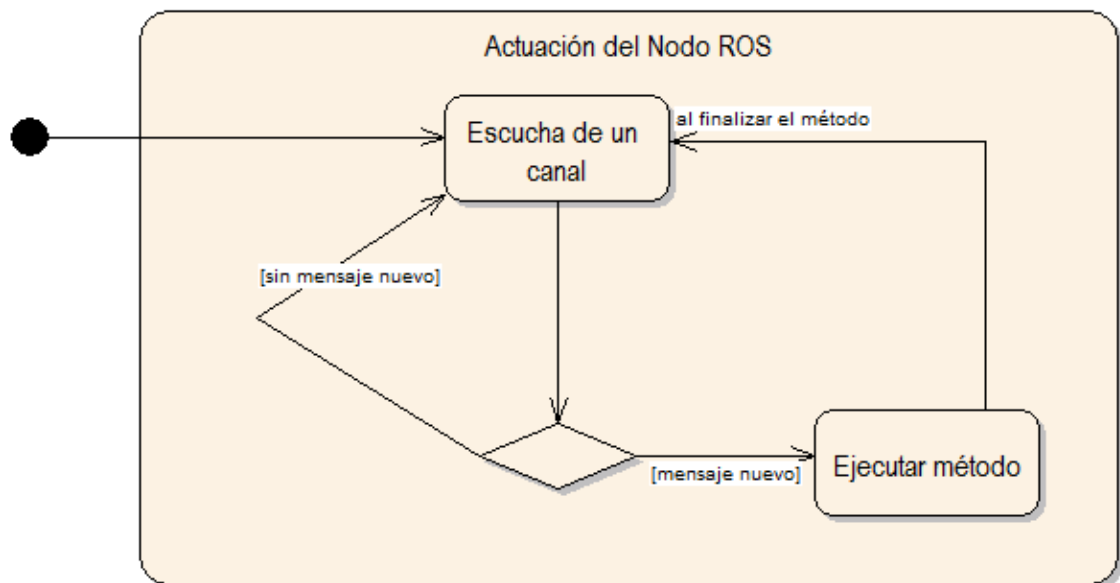 Actuación del Nodo ROS
Escucha de un
canal
al finalizar el método
[sin mensaje nuevo]
[mensaje nuevo]
Ejecutar método